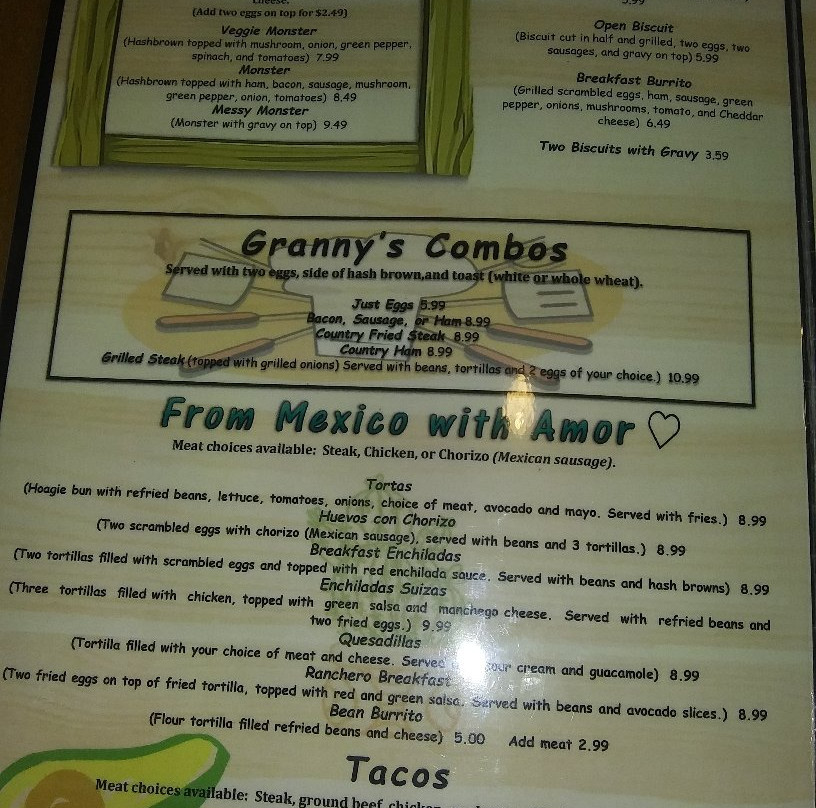 cheese.
(Add two eggs on top for $2.49)
Veggie Monster
(Hashbrown topped with mushroom, onion, green pepper,
spinach, and tomatoes) 7.99
Monster
(Hashbrown topped with ham, bacon, sausage, mushroom,
green pepper, onion, tomatoes) 8.49
Messy Monster
(Monster with gravy on top) 9.49
Open Biscuit
(Biscuit cut in half and grilled, two eggs, two
sausages, and gravy on top) 5.99
Breakfast Burrito
(Grilled scrambled eggs, ham, sausage, green
pepper, onions, mushrooms, tomato, and Cheddar
cheese) 6.49
Two Biscuits with Gravy 3.59
Granny's Combos
Served with two eggs, side of hash brown,and toast (white or whole wheat).
Just Eggs 5.99
Bacon, Sausage, or Ham 8.99
Country Fried Steak 8.99
Country Ham 8.99
Grilled Steak (topped with grilled onions) Served with beans, tortillas and 2 eggs of your choice.) 10.99
From Mexico with Amor
Meat choices available: Steak, Chicken, or Chorizo (Mexican sausage).
Tortas
(Hoagie bun with refried beans, lettuce, tomatoes, onions, choice of meat, avocado and mayo. Served with fries.) 8.99
Huevos con Chorizo
(Two scrambled eggs with chorizo (Mexican sausage), served with beans and 3 tortillas.) 8.99
Breakfast Enchiladas
(Two tortillas filled with scrambled eggs and topped with red enchilada sauce. Served with beans and hash browns) 8.99
Enchiladas Suizas
(Three tortillas filled with chicken, topped with green salsa and manchego cheese. Served with refried beans and
two fried eggs.) 9.99
Quesadillas
(Tortilla filled with your choice of meat and cheese. Served sour cream and guacamole) 8.99
Ranchero Breakfast
(Two fried eggs on top of fried tortilla, topped with red and green salsa. Served with beans and avocado slices.) 8.99
Bean Burrito
(Flour tortilla filled refried beans and cheese) 5.00 Add meat 2.99
Tacos
Meat choices available: Steak, ground beef, chicken